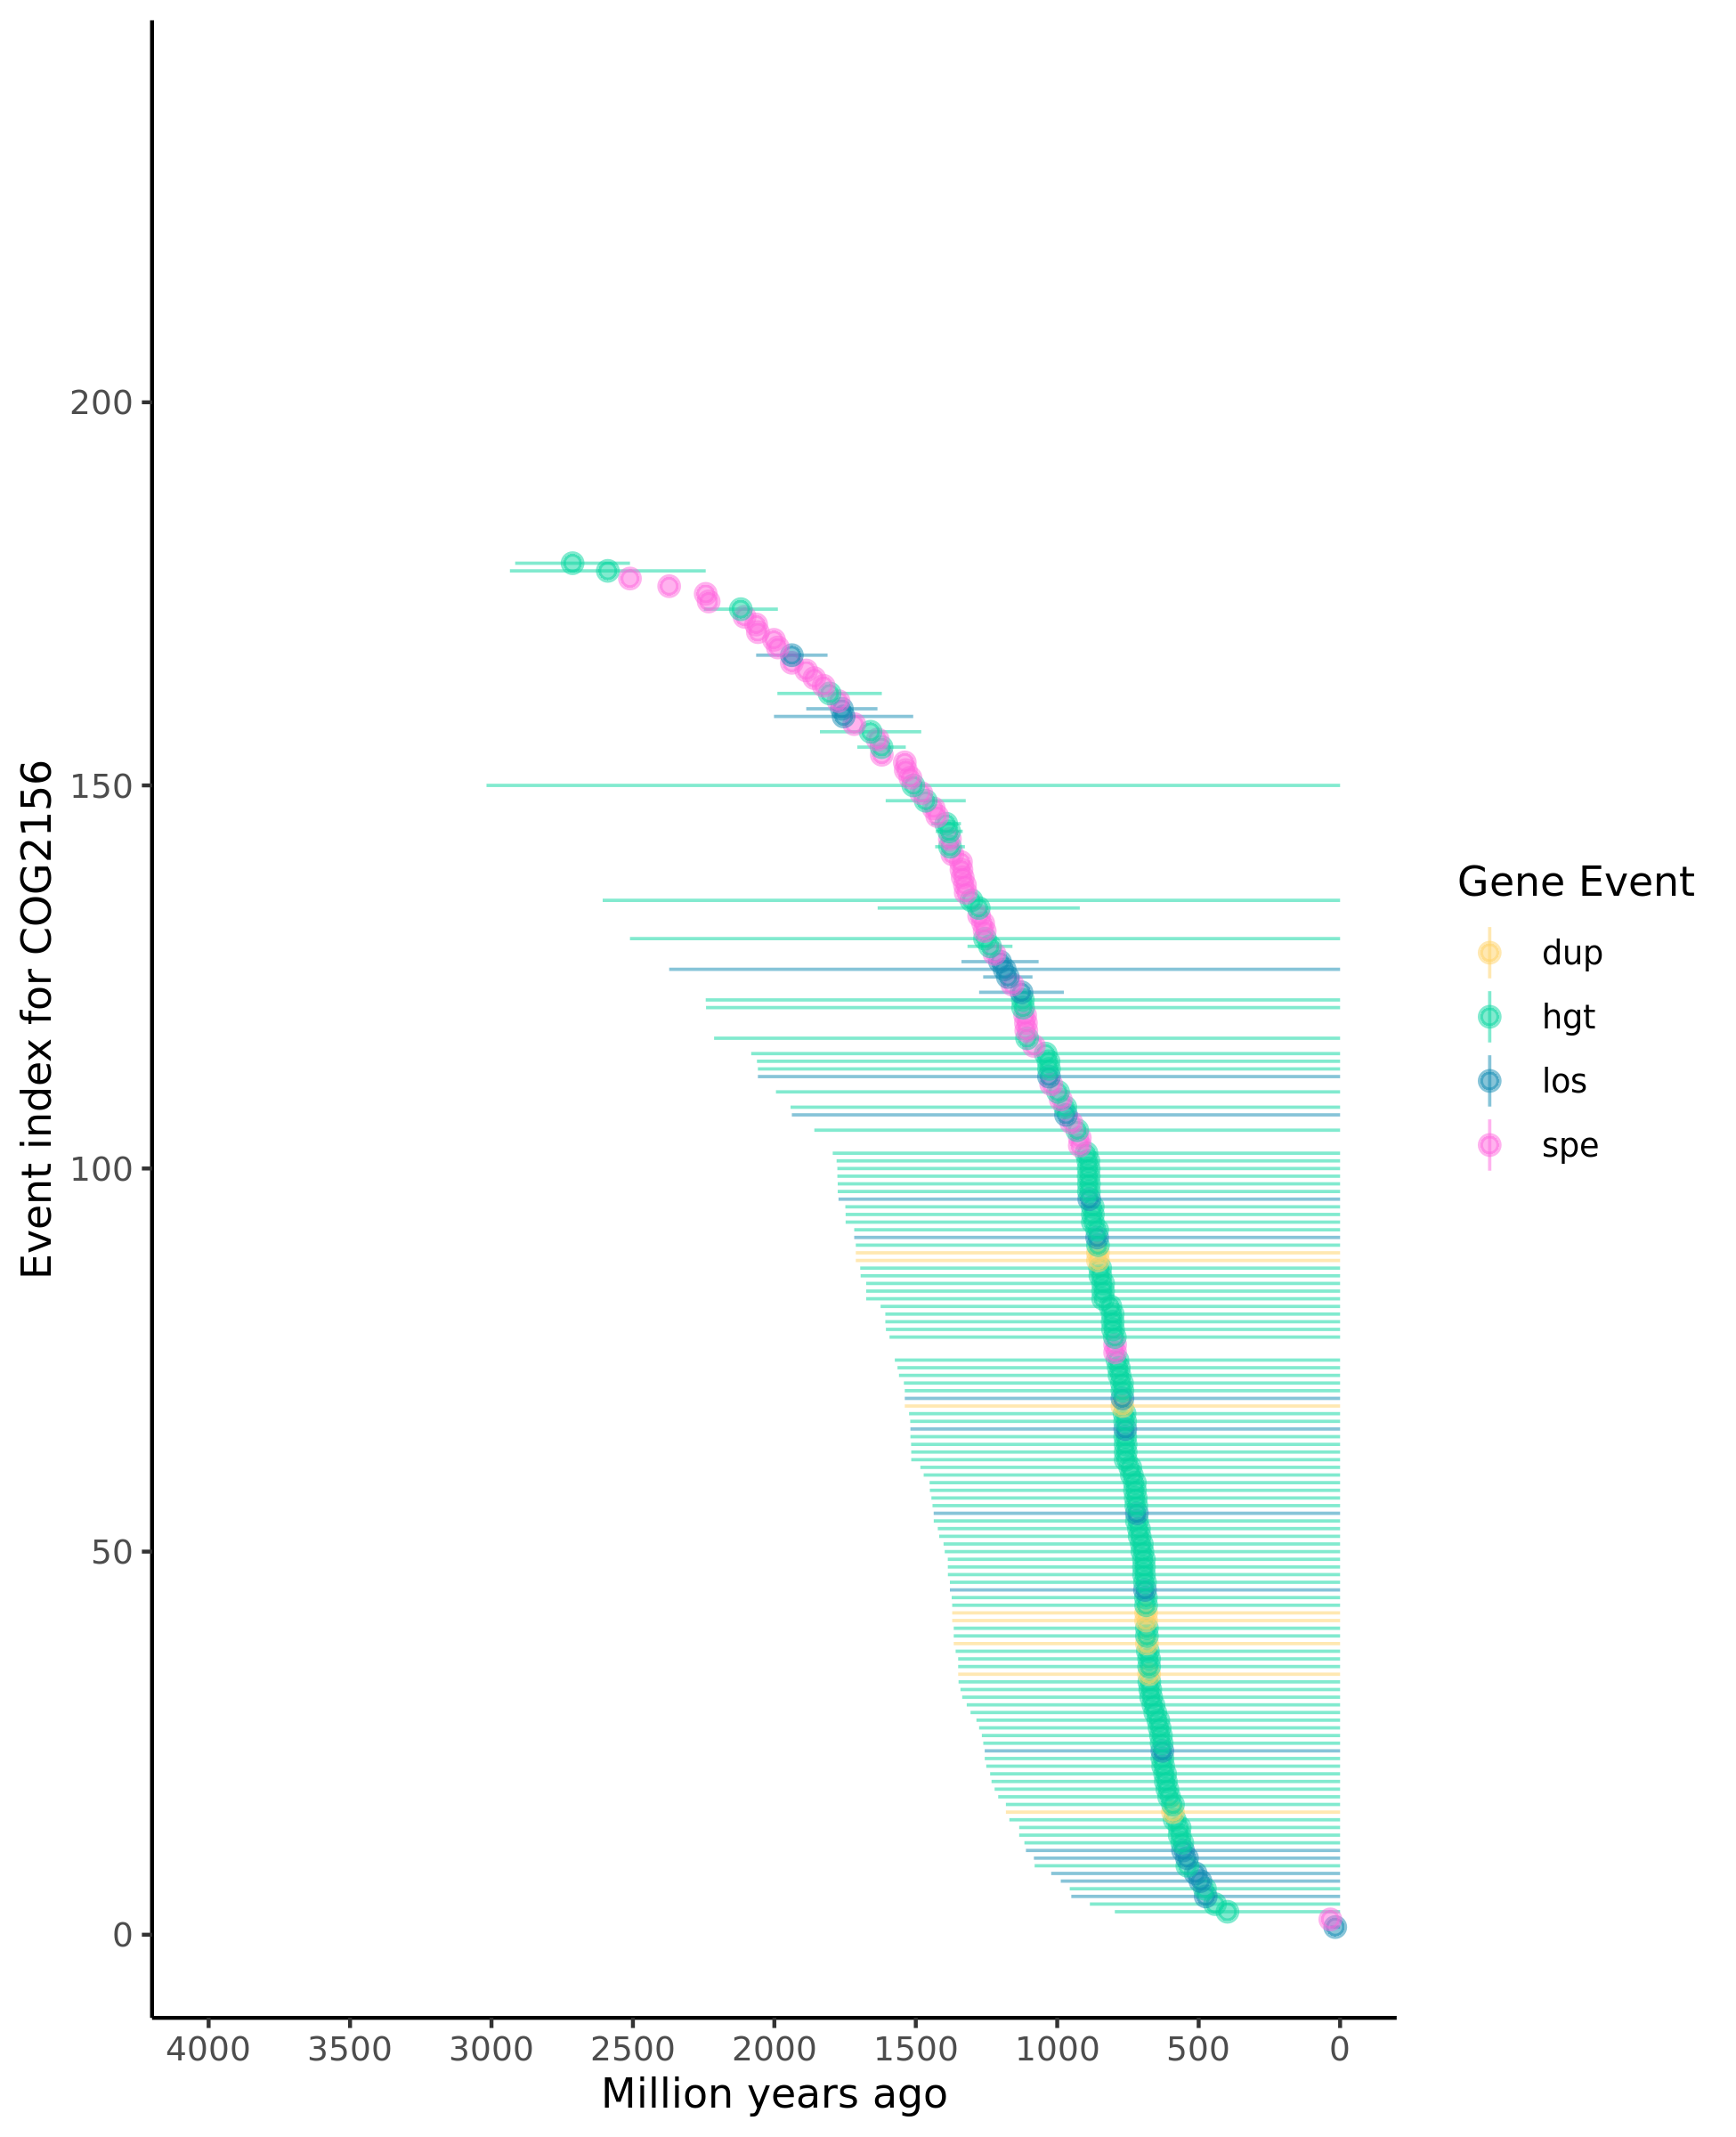 Event index for COG2156
200
150
100
50
0
4000 3500 3000 2500 2000 1500 1000 500 0
Million years ago
Gene Event
dup
hgt
los
spe